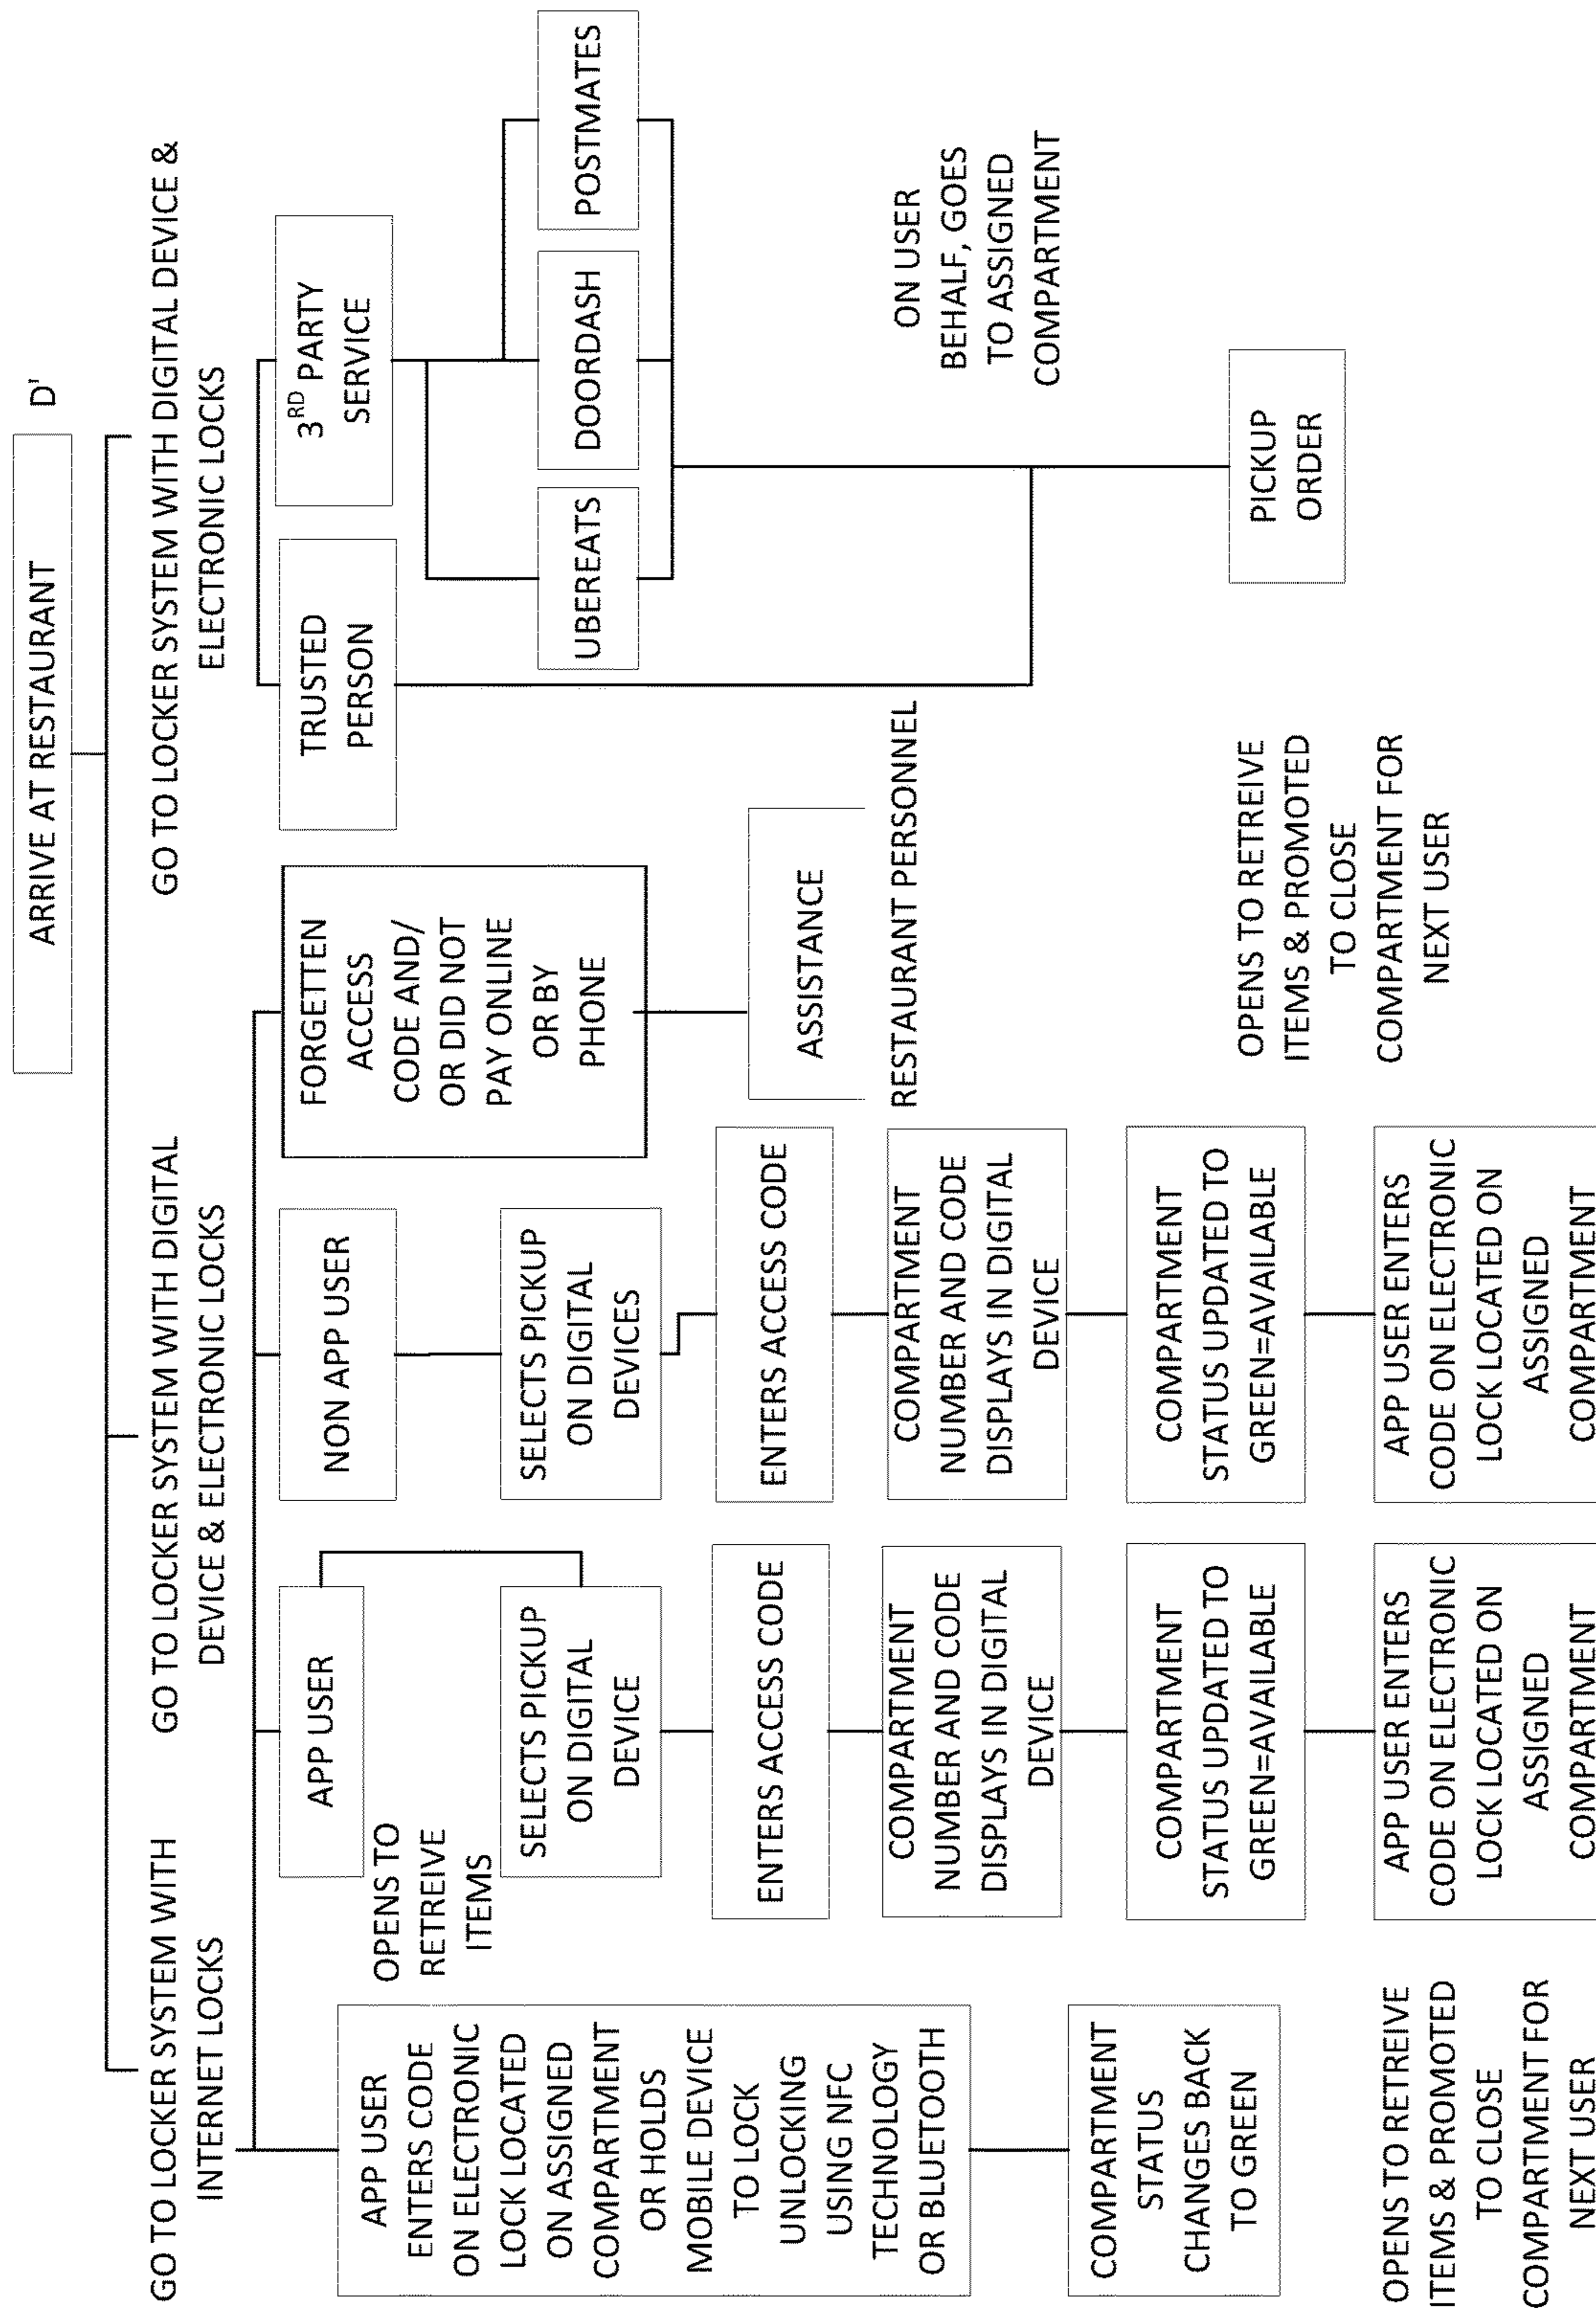 ARRIVE AT RESTAURANT
D'
GO TO LOCKER SYSTEM WITH
INTERNET LOCKS
GO TO LOCKER SYSTEM WITH DIGITAL
DEVICE & ELECTRONIC LOCKS
GO TO LOCKER SYSTEM WITH DIGITAL DEVICE &
ELECTRONIC LOCKS
APP USER
ENTERS CODE
ON ELECTRONIC
LOCK LOCATED
ON ASSIGNED
COMPARTMENT
OR HOLDS
MOBILE DEVICE
TO LOCK
UNLOCKING
USING NFC
TECHNOLOGY
OR BLUETOOTH
COMPARTMENT
STATUS
CHANGES BACK
TO GREEN
OPENS TO RETREIVE
ITEMS & PROMOTED
TO CLOSE
COMPARTMENT FOR
NEXT USER
APP USER
OPENS TO
RETREIVE
ITEMS
SELECTS PICKUP
ON DIGITAL
DEVICE
ENTERS ACCESS CODE
COMPARTMENT
NUMBER AND CODE
DISPLAYS IN DIGITAL
DEVICE
COMPARTMENT
STATUS UPDATED TO
GREEN=AVAILABLE
APP USER ENTERS
CODE ON ELECTRONIC
LOCK LOCATED ON
ASSIGNED
COMPARTMENT
NON APP USER
SELECTS PICKUP
ON DIGITAL
DEVICES
ENTERS ACCESS CODE
COMPARTMENT
NUMBER AND CODE
DISPLAYS IN DIGITAL
DEVICE
COMPARTMENT
STATUS UPDATED TO
GREEN=AVAILABLE
APP USER ENTERS
CODE ON ELECTRONIC
LOCK LOCATED ON
ASSIGNED
COMPARTMENT
FORGOTTEN
ACCESS
CODE AND/
OR DID NOT
PAY ONLINE
OR BY
PHONE
ASSISTANCE
RESTAURANT PERSONNEL
OPENS TO RETREIVE
ITEMS & PROMOTED
TO CLOSE
COMPARTMENT FOR
NEXT USER
TRUSTED
PERSON
3RD PARTY
SERVICE
UBEREATS
DOORDASH
POSTMATES
ON USER
BEHALF, GOES
TO ASSIGNED
COMPARTMENT
PICKUP
ORDER